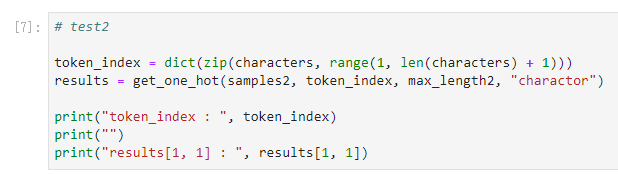 [7]: # test2
token_index = dict(zip(characters, range(1, len(characters) + 1)))
results = get_one_hot(samples2, token_index, max_length2, "charactor")
print("token_index : ", token_index)
print("")
print("results[1, 1] : ", results[1, 1])